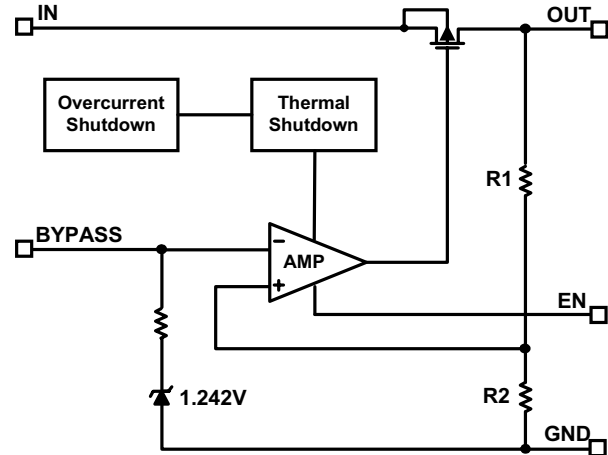 IN
OUT
Overcurrent
Shutdown
Thermal
Shutdown
R1
BYPASS
−
AMP
+
EN
1.242V
R2
GND